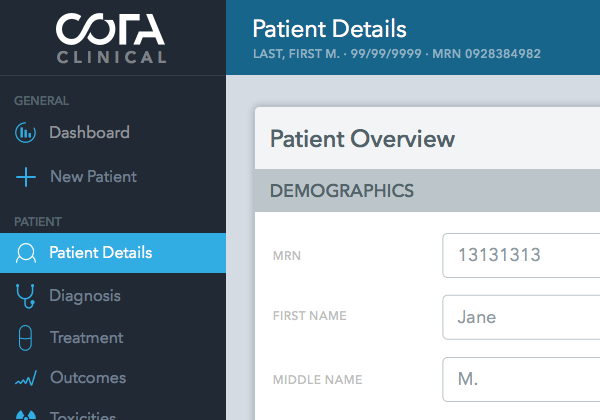 COTA
CLINICAL
GENERAL
Dashboard
New Patient
PATIENT
Patient Details
Diagnosis
Treatment
Outcomes
Toxicities
Patient Details
LAST, FIRST M. · 99/99/9999 · MRN 0928384982
Patient Overview
DEMOGRAPHICS
MRN
13131313
FIRST NAME
Jane
MIDDLE NAME
M.